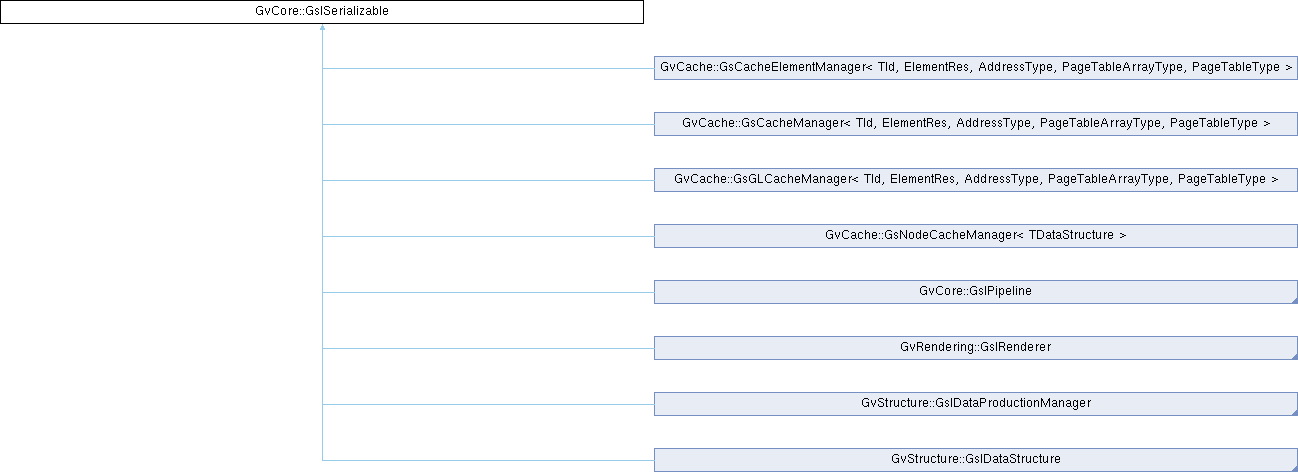 GvCore::GsISerializable
GvCache::GsCacheElementManager< TId, ElementRes, AddressType, PageTableArrayType, PageTableType >
GvCache::GsCacheManager< TId, ElementRes, AddressType, PageTableArrayType, PageTableType >
GvCache::GsGLCacheManager< TId, ElementRes, AddressType, PageTableArrayType, PageTableType >
GvCache::GsNodeCacheManager< TDataStructure >
GvCore::GsIPipeline
GvRendering::GsIRenderer
GvStructure::GsIDataProductionManager
GvStructure::GsIDataStructure